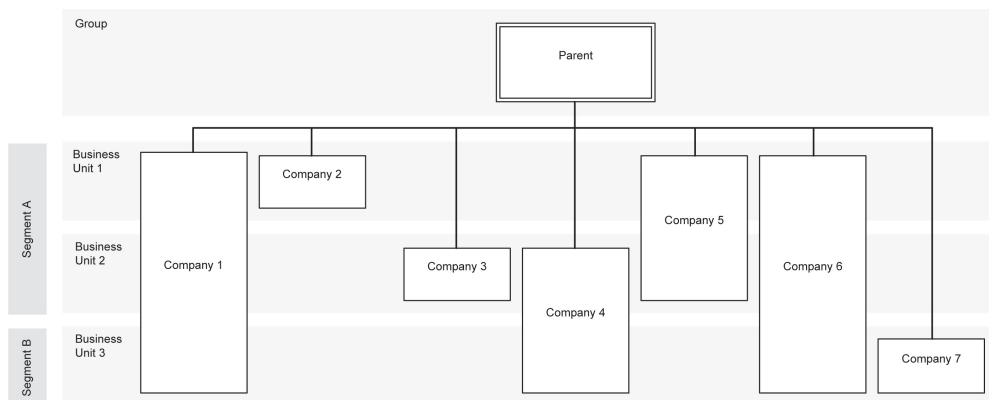 Group
Parent
Segment A
Business
Unit 1
Company 1
Company 2
Company 5
Company 6
Business
Unit 2
Company 3
Company 4
Segment B
Business
Unit 3
Company 7